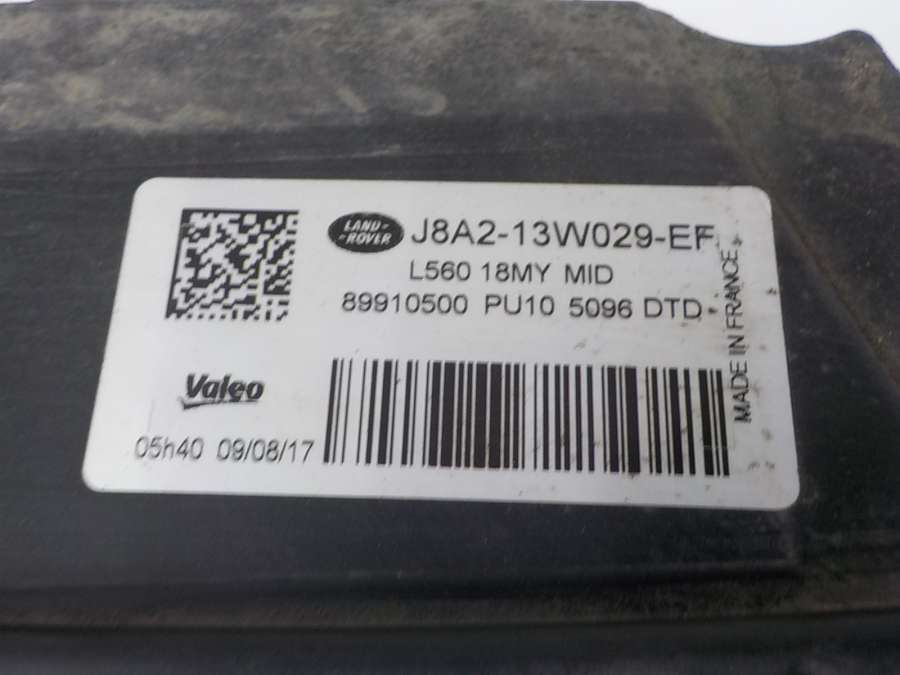 LAND-
-ROVER
J8A2-13W029-EF
L560 18MY MID
89910500 PU10 5096 DTD
MADE IN FRANCE
Valeo
05h40 09/08/17